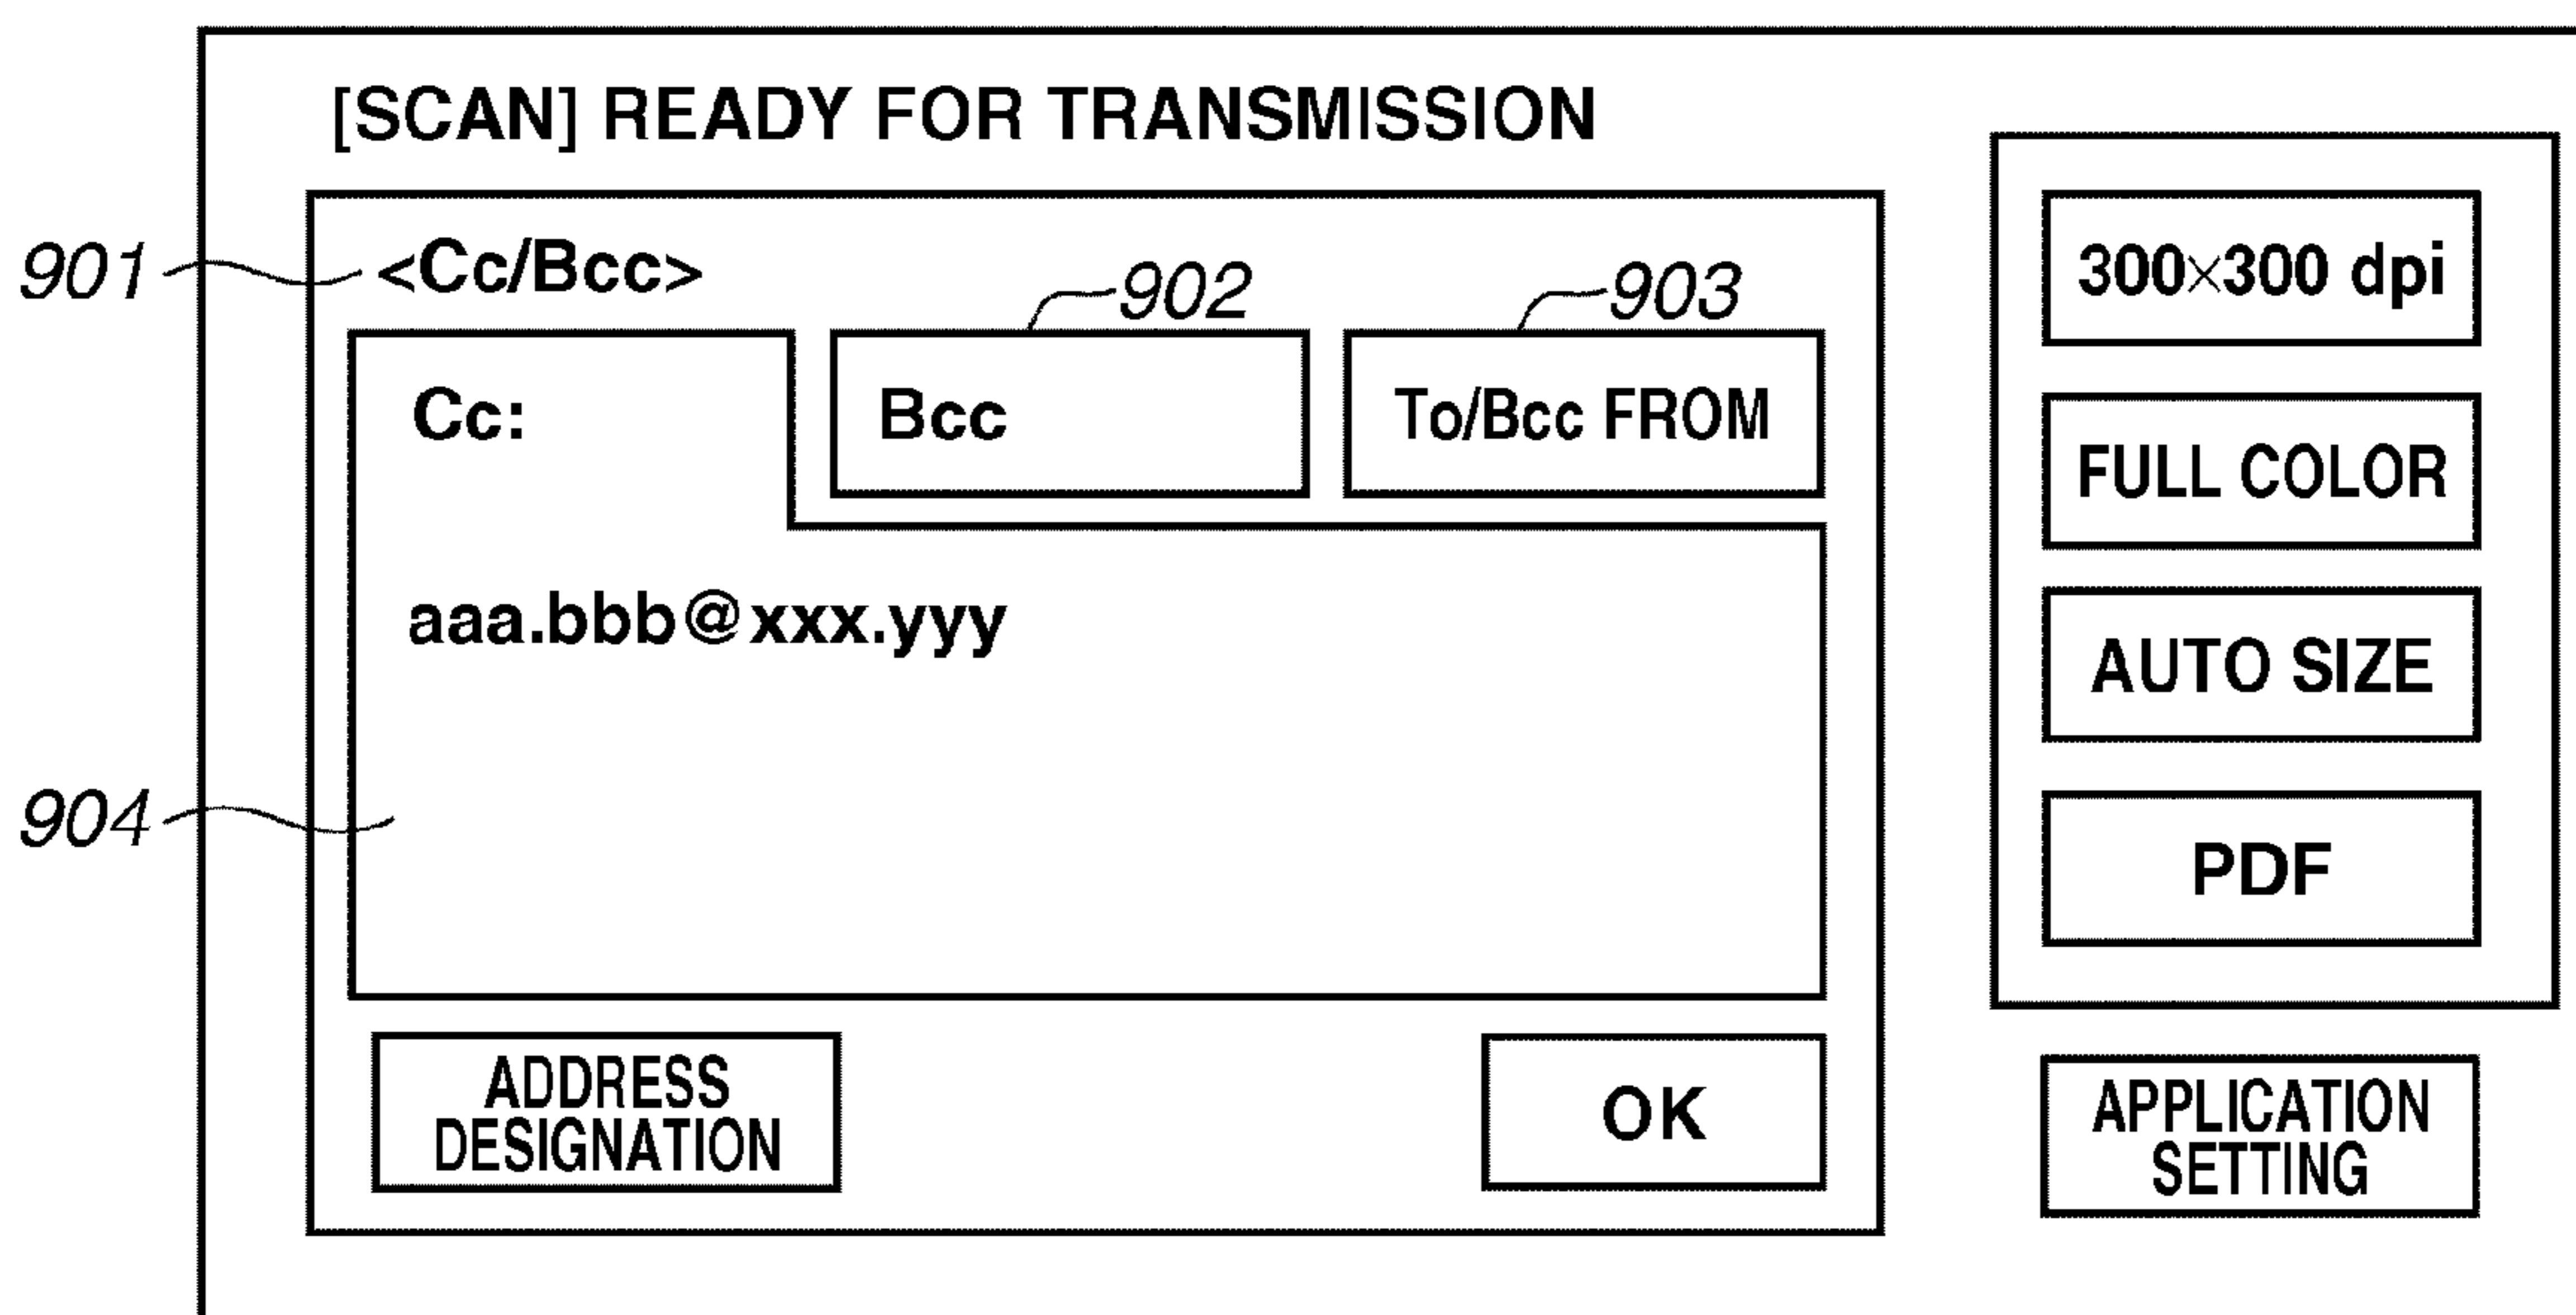 [SCAN] READY FOR TRANSMISSION
901
<Cc/Bcc>
902
903
Cc:
Bcc
To/Bcc FROM
aaa.bbb@xxx.yyy
904
ADDRESS
DESIGNATION
OK
300×300 dpi
FULL COLOR
AUTO SIZE
PDF
APPLICATION
SETTING